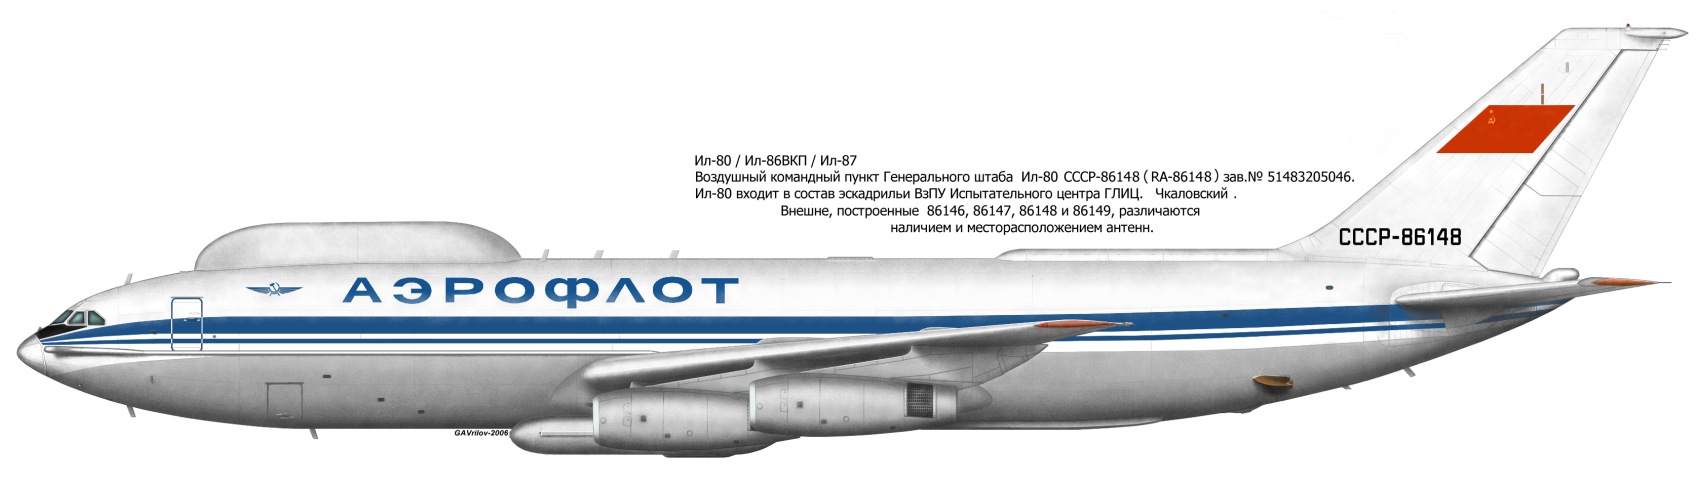 Ил-80 / Ил-86ВКП / Ил-87
Воздушный командный пункт Генерального штаба Ил-80 СССР-86148 ( RA-86148 ) зав.№ 51483205046.
Ил-80 входит в состав эскадрильи ВзПУ Испытательного центра ГЛИЦ. Чкаловский .
Внешне, построенные 86146, 86147, 86148 и 86149, различаются
наличием и месторасположением антенн.
СССР-86148
АЭРОФЛОТ
GAVrilov-2006